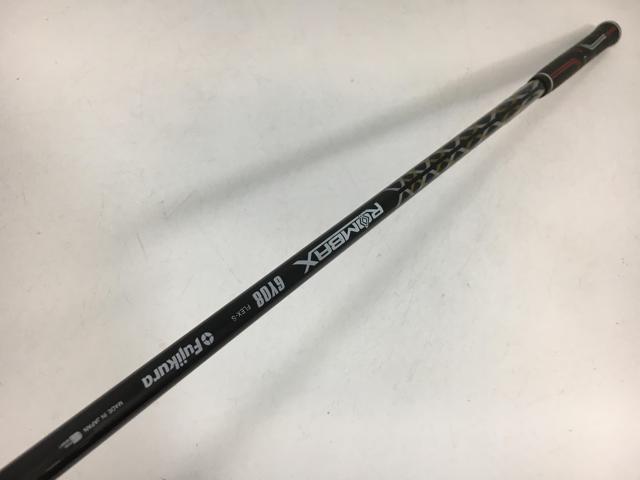 ROMBAX
6Y08
FLEX-S
Fujikura
MADE IN JAPAN